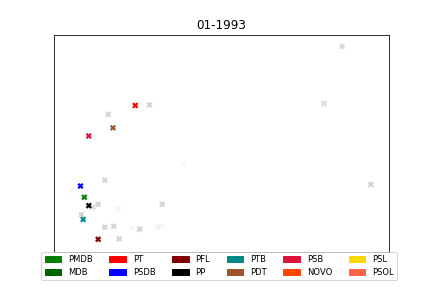 01-1993
PMDB PT PFL PTB PSB PSL
MDB PSDB PP PDT NOVO PSOL